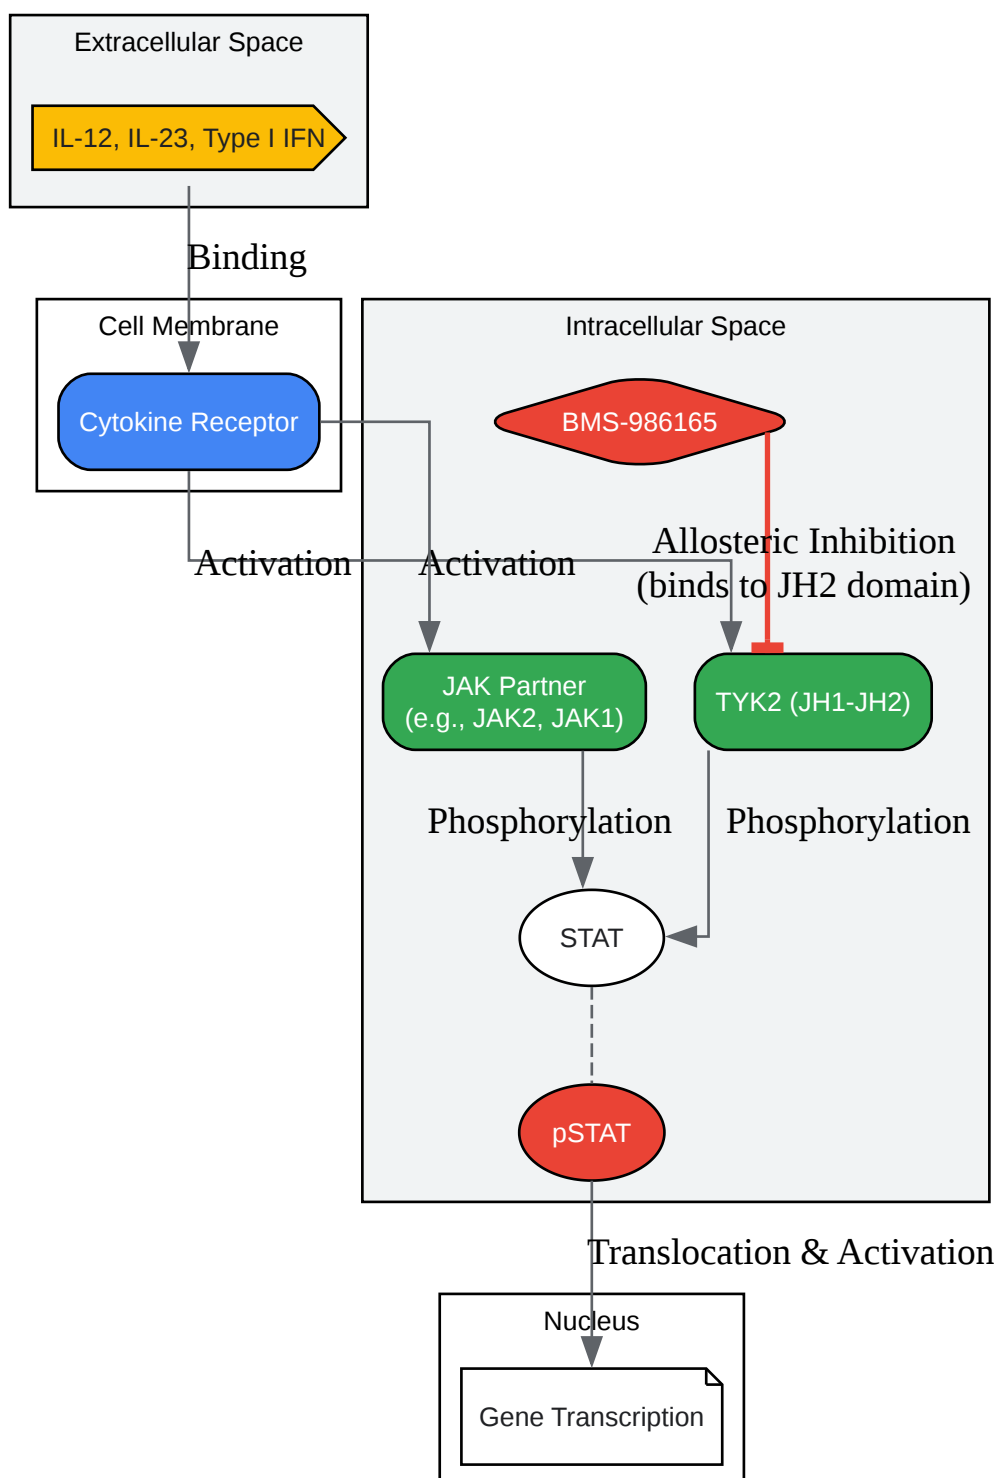 Extracellular Space
IL-12, IL-23, Type I IFN
Binding
Cell Membrane
Cytokine Receptor
Intracellular Space
BMS-986165
Activation
Activation
Allosteric Inhibition
(binds to JH2 domain)
JAK Partner
(e.g., JAK2, JAK1)
TYK2 (JH1-JH2)
Phosphorylation
Phosphorylation
STAT
pSTAT
Translocation & Activation
Nucleus
Gene Transcription